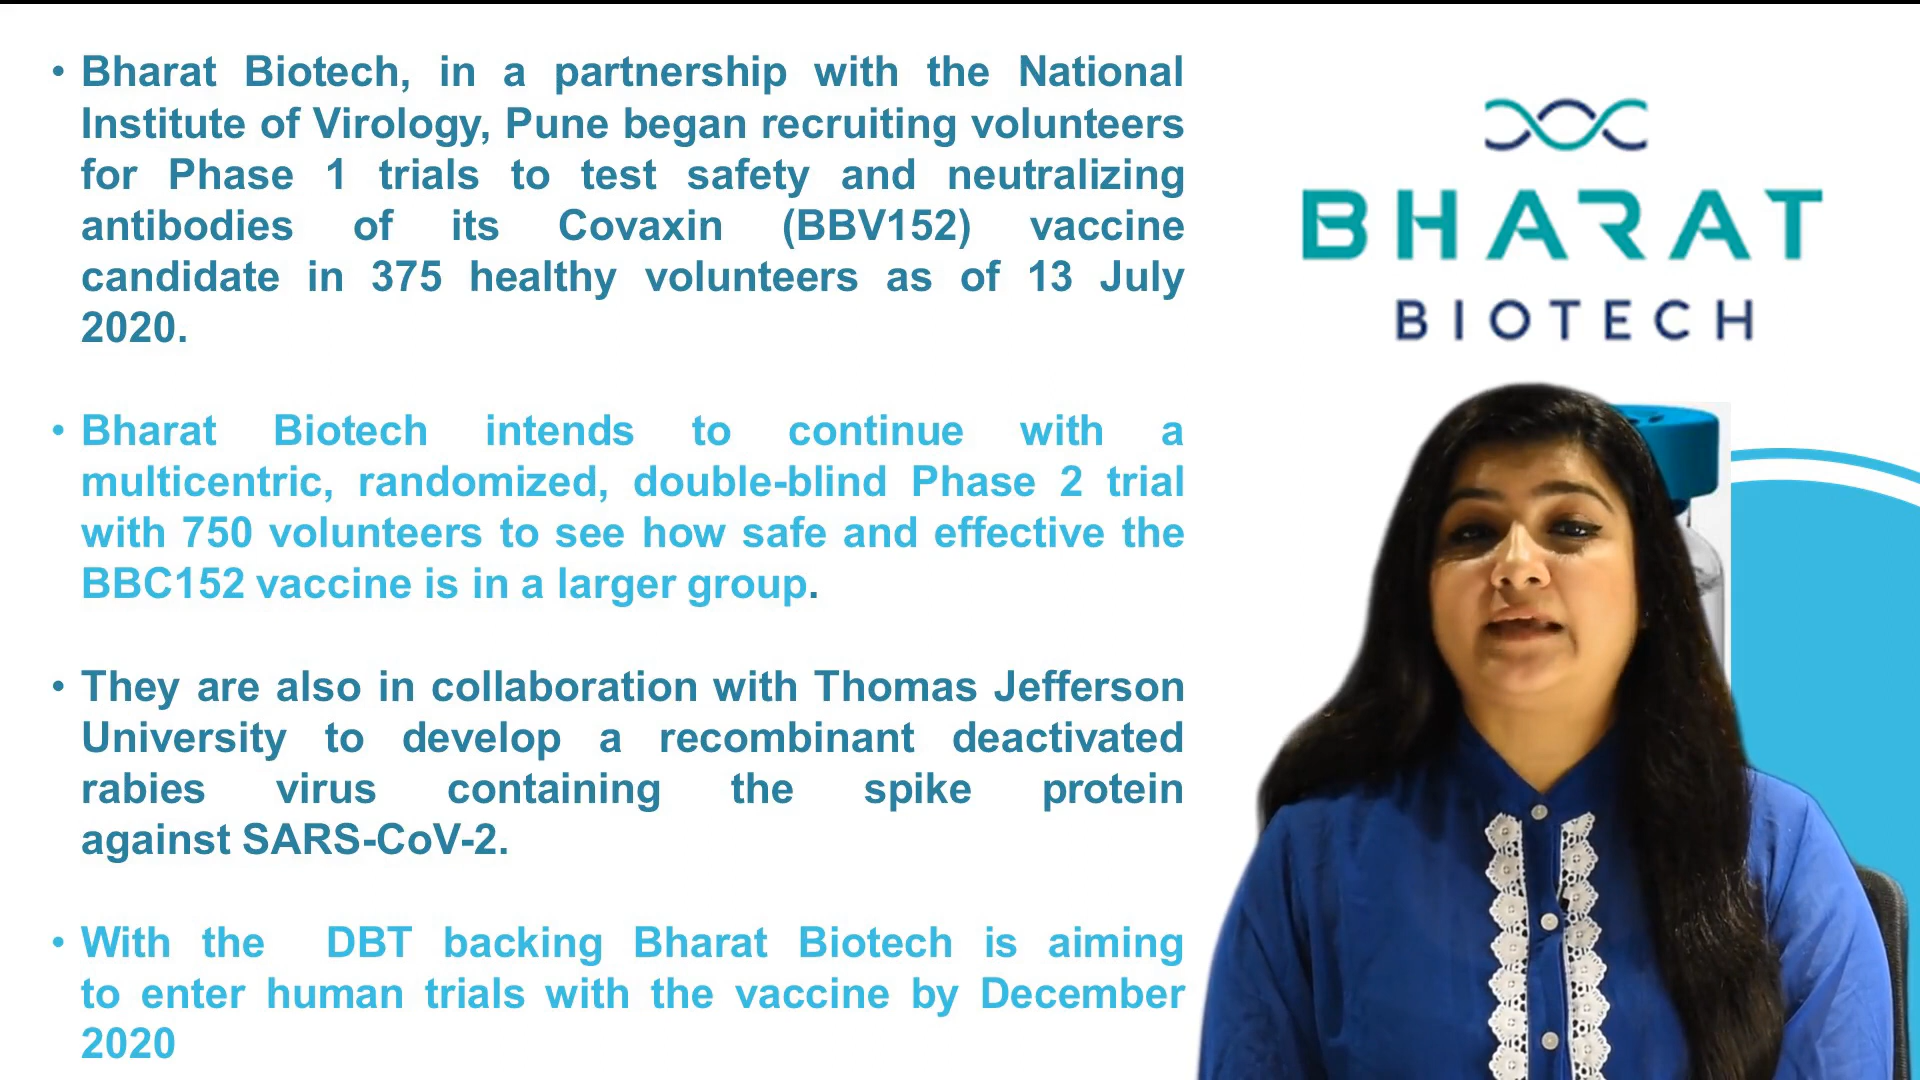 • Bharat Biotech, in a partnership with the National
Institute of Virology, Pune began recruiting volunteers
for Phase 1 trials to test safety and neutralizing
antibodies of its Covaxin (BBV152) vaccine
candidate in 375 healthy volunteers as of 13 July
2020.
• Bharat Biotech intends to continue with a
multicentric, randomized, double-blind Phase 2 trial
with 750 volunteers to see how safe and effective the
BBC152 vaccine is in a larger group.
• They are also in collaboration with Thomas Jefferson
University to develop a recombinant deactivated
rabies virus containing the spike protein
against SARS-CoV-2.
• With the DBT backing Bharat Biotech is aiming
to enter human trials with the vaccine by December
2020
BHARAT
BIOTECH